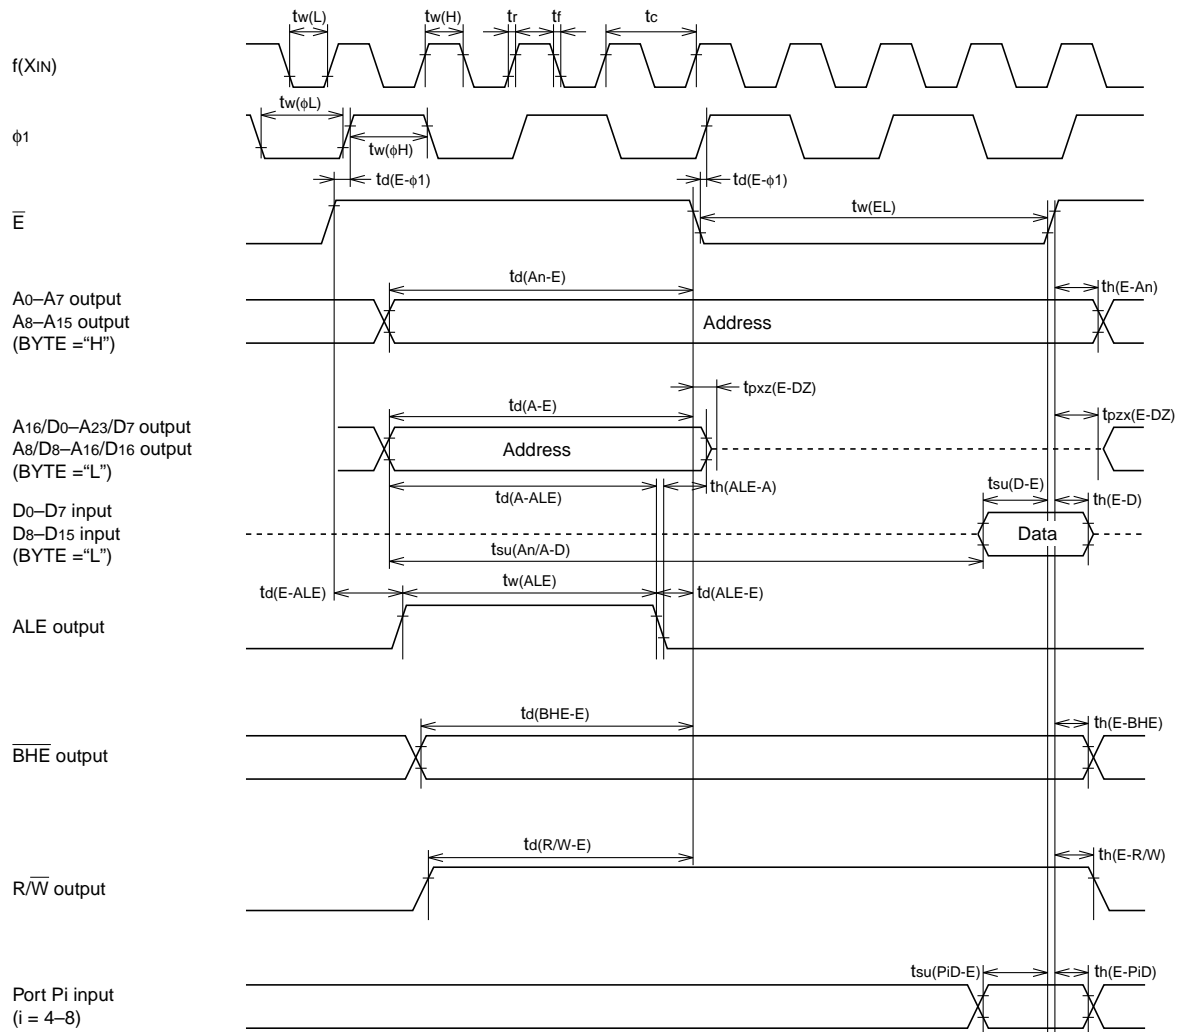 tw(L) tw(H) tr tf tc
f(XIN)
tw(ϕL)
ϕ1
tw(ϕH)
td(E-ϕ1) td(E-ϕ1)
E̅ tw(EL)
td(An-E) th(E-An)
A0–A7 output
A8–A15 output
(BYTE =“H”)
Address
tpxz(E-DZ)
td(A-E) tpzx(E-DZ)
A16/D0–A23/D7 output
A8/D8–A16/D16 output
(BYTE =“L”)
Address
th(ALE-A) tsu(D-E)
td(A-ALE) th(E-D)
D0–D7 input
D8–D15 input
(BYTE =“L”)
Data
tsu(An/A-D)
tw(ALE)
td(E-ALE) td(ALE-E)
ALE output
td(BHE-E) th(E-BHE)
B̅H̅E̅ output
td(R/W-E) th(E-R/W)
R/W̅ output
tsu(PiD-E) th(E-PiD)
Port Pi input
(i = 4–8)